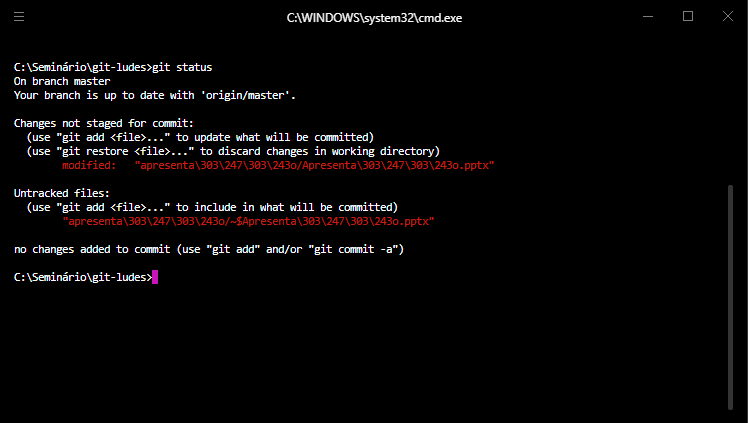 C:\WINDOWS\system32\cmd.exe
C:\Seminário\git-ludes>git status
On branch master
Your branch is up to date with 'origin/master'.
Changes not staged for commit:
(use "git add <file>..." to update what will be committed)
(use "git restore <file>..." to discard changes in working directory)
modified:   "apresenta\303\247\303\243o/Apresenta\303\247\303\243o.pptx"
Untracked files:
(use "git add <file>..." to include in what will be committed)
"apresenta\303\247\303\243o/~$Apresenta\303\247\303\243o.pptx"
no changes added to commit (use "git add" and/or "git commit -a")
C:\Seminário\git-ludes>